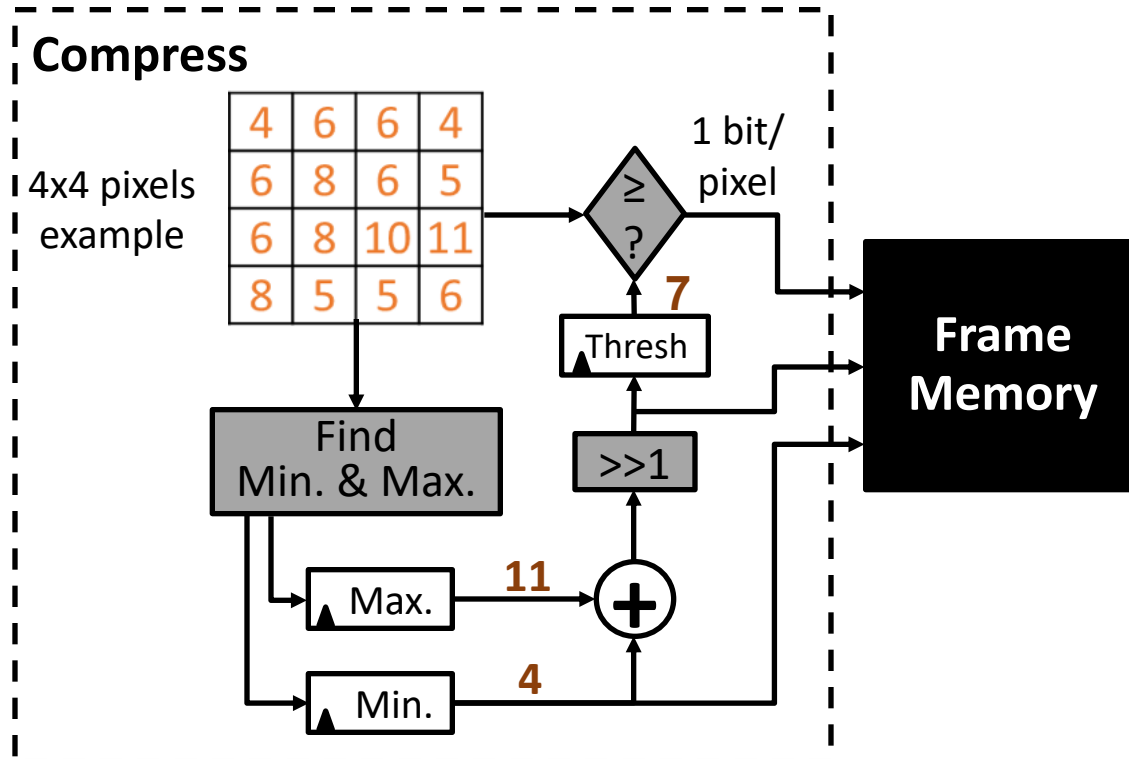 Compress
4 6 6 4
6 8 6 5
6 8 10 11
8 5 5 6
4x4 pixels
example
≥
?
1 bit/
pixel
7
Thresh
>>1
Find
Min. & Max.
Max.
11
+
Min.
4
Frame
Memory